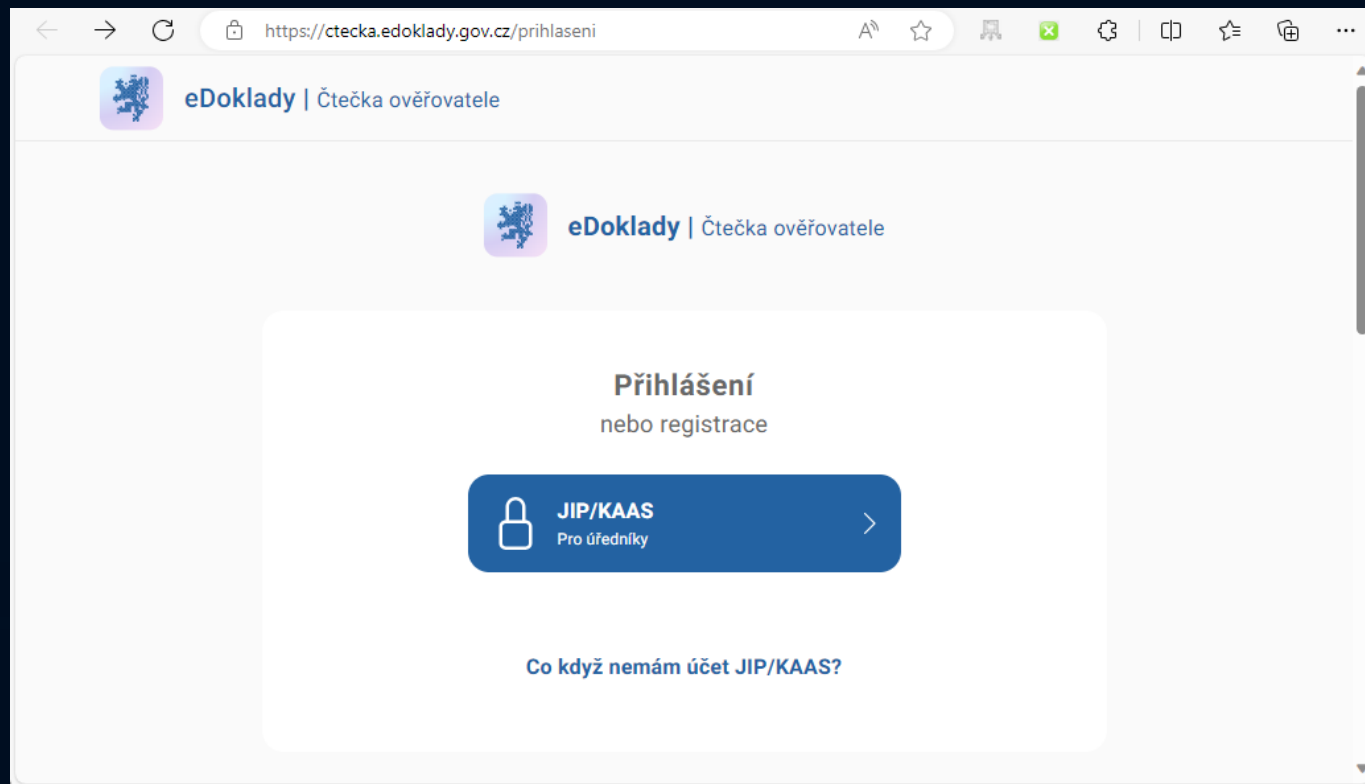 https://ctecka.edoklady.gov.cz/prihlaseni
eDoklady | Čtečka ověřovatele
eDoklady | Čtečka ověřovatele
Přihlášení
nebo registrace
JIP/KAAS
Pro úředníky
Co když nemám účet JIP/KAAS?